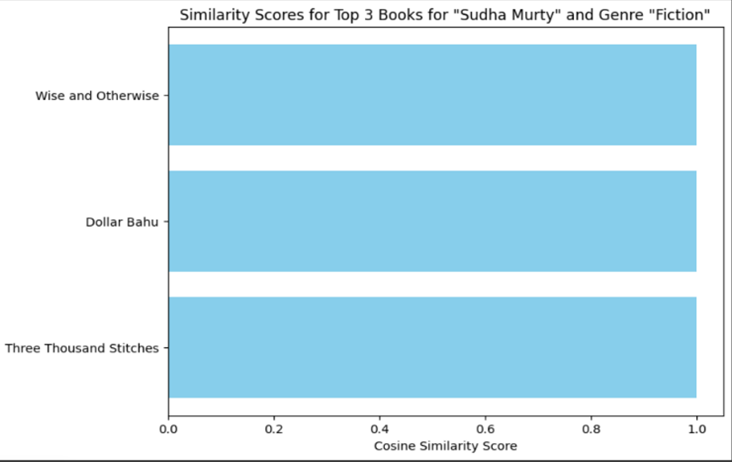 Similarity Scores for Top 3 Books for "Sudha Murty" and Genre "Fiction"
Wise and Otherwise
Dollar Bahu
Three Thousand Stitches
0.0 0.2 0.4 0.6 0.8 1.0
Cosine Similarity Score